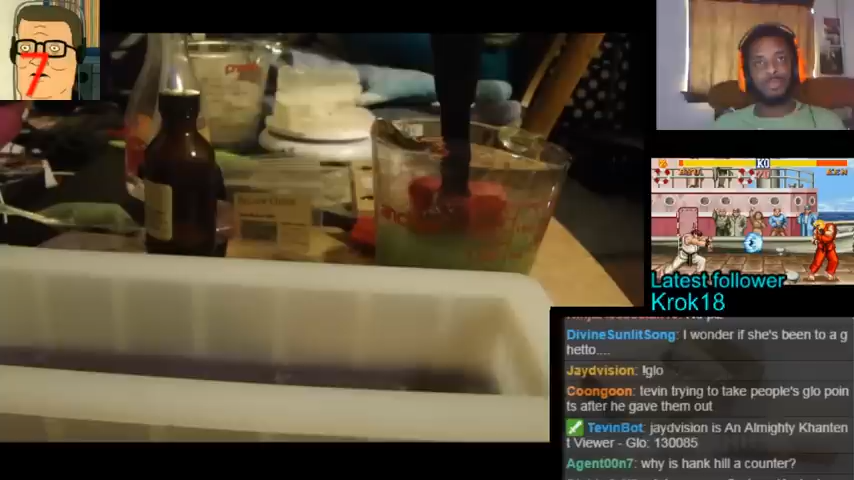 7
KO
KEN
Latest follower
Krok18
DivineSunlitSong: I wonder if she's been to a g
hetto....
Jaydvision: !glo
Coongoon: tevin trying to take people's glo poin
ts after he gave them out
TevinBot: jaydvision is An Almighty Khanten
t Viewer - Glo: 130085
Agent00n7: why is hank hill a counter?